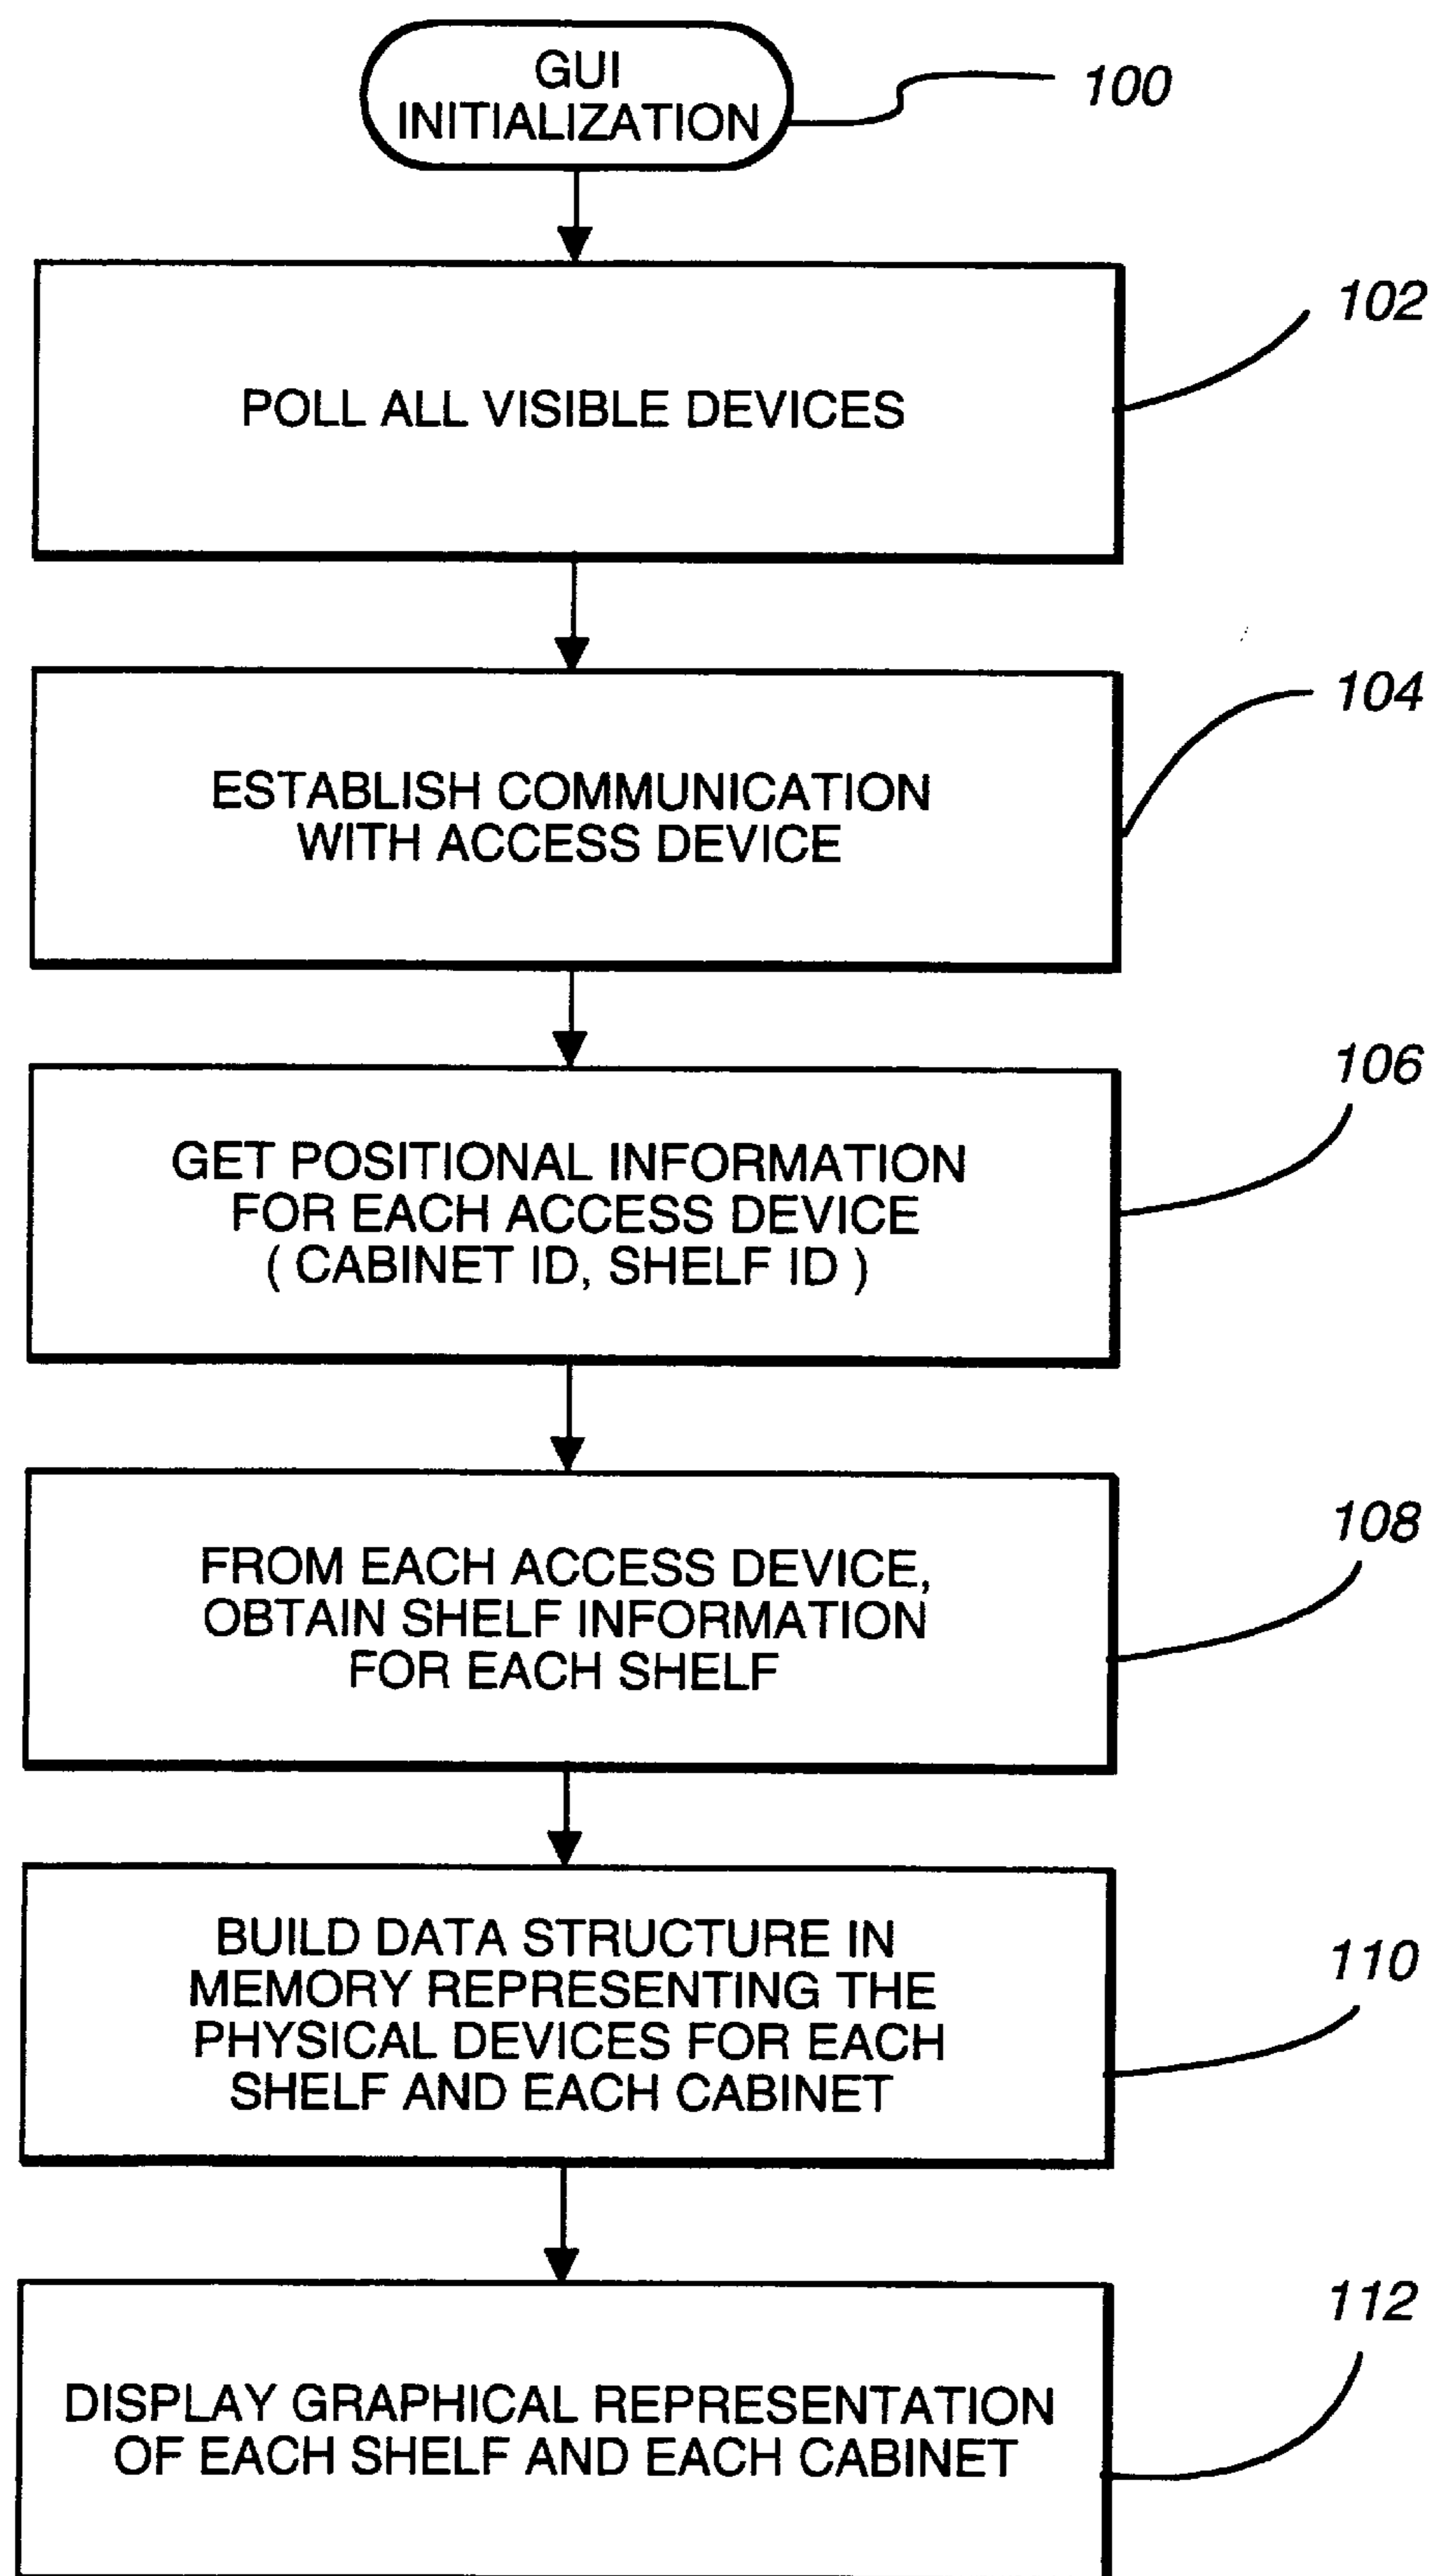 GUI
INITIALIZATION
100
POLL ALL VISIBLE DEVICES
102
ESTABLISH COMMUNICATION
WITH ACCESS DEVICE
104
GET POSITIONAL INFORMATION
FOR EACH ACCESS DEVICE
( CABINET ID, SHELF ID )
106
FROM EACH ACCESS DEVICE,
OBTAIN SHELF INFORMATION
FOR EACH SHELF
108
BUILD DATA STRUCTURE IN
MEMORY REPRESENTING THE
PHYSICAL DEVICES FOR EACH
SHELF AND EACH CABINET
110
DISPLAY GRAPHICAL REPRESENTATION
OF EACH SHELF AND EACH CABINET
112